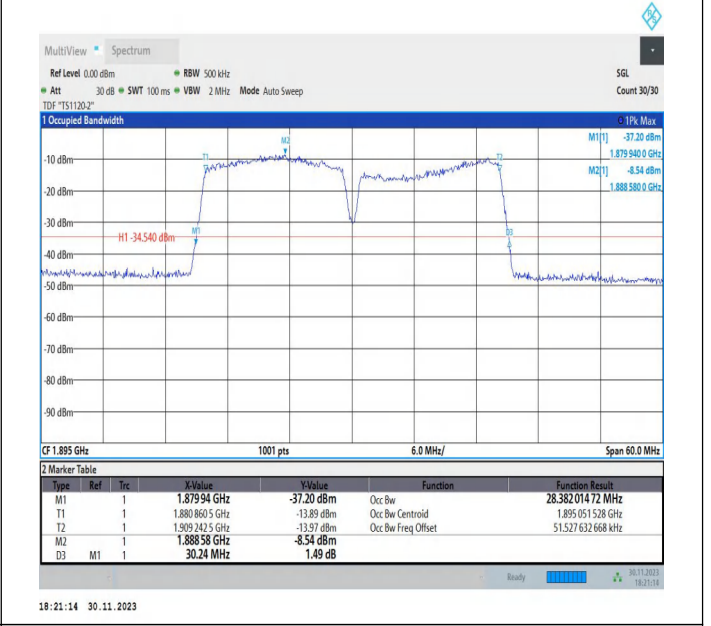 R S
MultiView Spectrum
Ref Level 0.00 dBm RBW 500 kHz SGL
Att 30 dB SWT 100 ms VBW 2 MHz Mode Auto Sweep Count 30/30
TDF "TS1120-2"
1 Occupied Bandwidth 1Pk Max
M1[1] -37.20 dBm
1.879 940 0 GHz
M2[1] -8.54 dBm
1.888 580 0 GHz
M2
T1 T2
-10 dBm
-20 dBm
-30 dBm
M1 D3
H1 -34.540 dBm
-40 dBm
-50 dBm
-60 dBm
-70 dBm
-80 dBm
-90 dBm
CF 1.895 GHz 1001 pts 6.0 MHz/ Span 60.0 MHz
2 Marker Table
Type Ref Trc X-Value Y-Value Function Function Result
M1 1 1.879 94 GHz -37.20 dBm Occ Bw 28.382 014 72 MHz
T1 1 1.880 860 5 GHz -13.89 dBm Occ Bw Centroid 1.895 051 528 GHz
T2 1 1.909 242 5 GHz -13.97 dBm Occ Bw Freq Offset 51.527 632 668 kHz
M2 1 1.888 58 GHz -8.54 dBm
D3 M1 1 30.24 MHz 1.49 dB
Ready 30.11.2023
18:21:14
18:21:14 30.11.2023